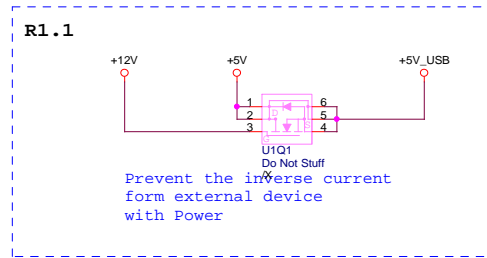 R1.1
+12V
+5V
+5V_USB
1
6
2
D
5
S
3
4
G
U1Q1
Do Not Stuff
/X
Prevent the inverse current
form external device
with Power